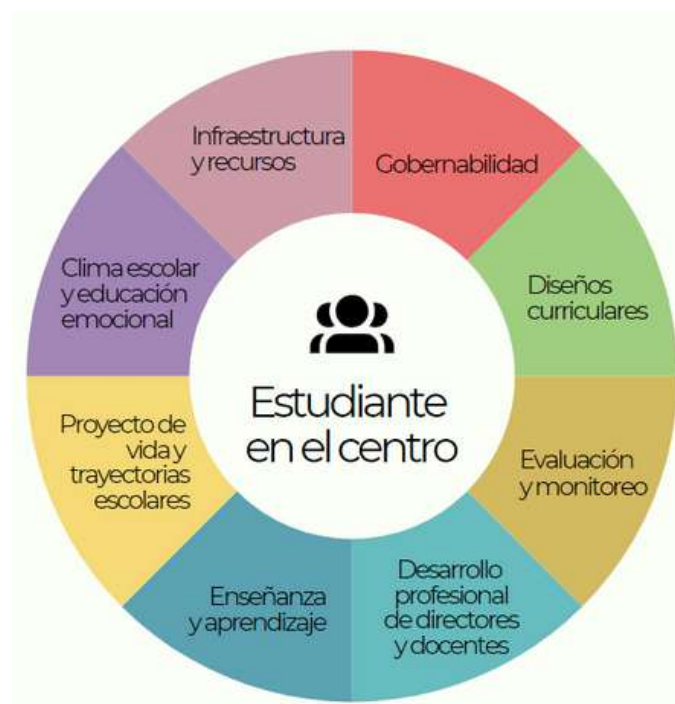 Infraestructura
y recursos
Gobernabilidad
Clima escolar
y educación
emocional
Diseños
curriculares
Estudiante
en el centro
Proyecto de
vida y
trayectorias
escolares
Evaluación
y monitoreo
Enseñanza
y aprendizaje
Desarrollo
profesional
de directores
y docentes